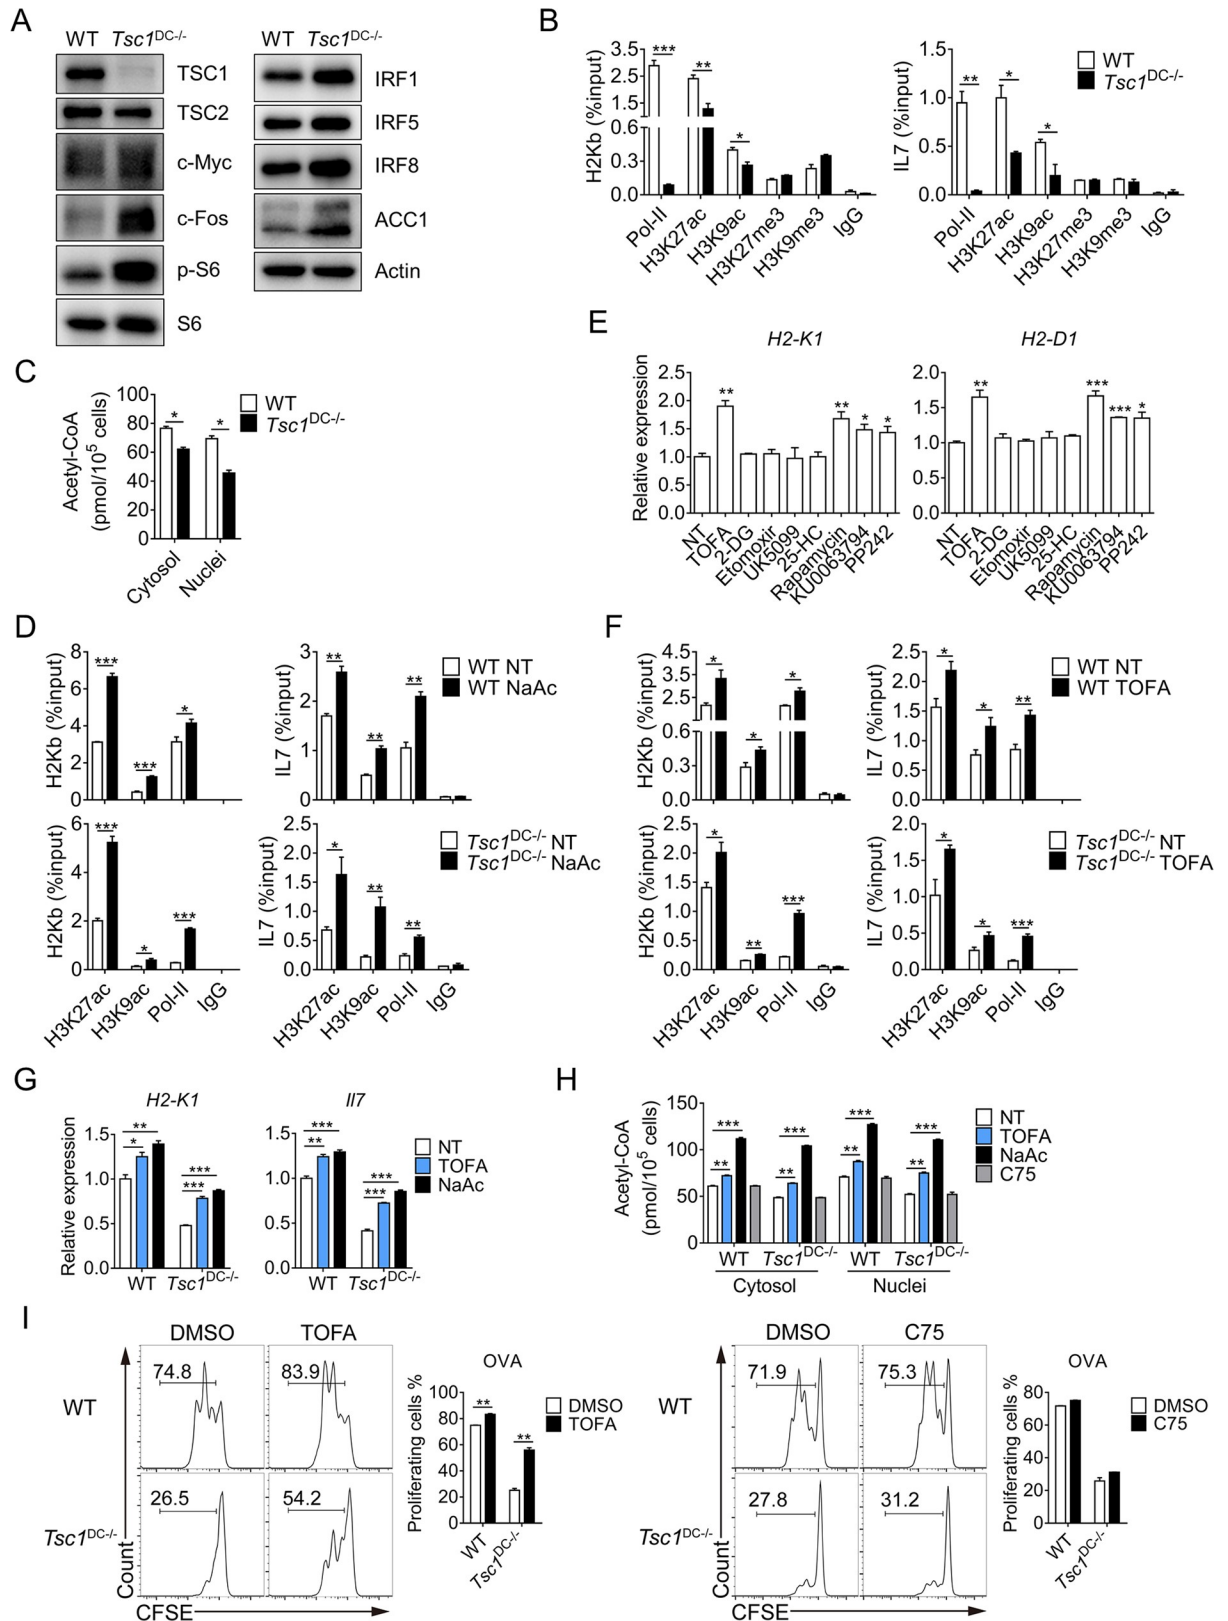 A
WT Tsc1DC-/-
TSC1
TSC2
c-Myc
c-Fos
p-S6
S6
WT Tsc1DC-/-
IRF1
IRF5
IRF8
ACC1
Actin
B
H2Kb (%input)
3.5
2.5
1.5
0.6
0.3
0.0
***
**
*
Pol-II
H3K27ac
H3K9ac
H3K27me3
H3K9me3
IgG
IL7 (%input)
1.5
1.0
0.5
0.0
**
*
*
Pol-II
H3K27ac
H3K9ac
H3K27me3
H3K9me3
IgG
WT
Tsc1DC-/-
C
Acetyl-CoA
(pmol/105 cells)
100
80
60
40
20
0
*
*
Cytosol
Nuclei
WT
Tsc1DC-/-
E
H2-K1
Relative expression
2.5
2.0
1.5
1.0
0.5
0.0
**
**
*
*
NT
TOFA
2-DG
Etomoxir
UK5099
25-HC
Rapamycin
KU0063794
PP242
H2-D1
2.0
1.5
1.0
0.5
0.0
**
***
***
*
NT
TOFA
2-DG
Etomoxir
UK5099
25-HC
Rapamycin
KU0063794
PP242
D
H2Kb (%input)
8
6
4
2
0
***
***
*
IL7 (%input)
3
2
1
0
**
**
**
WT NT
WT NaAc
H2Kb (%input)
6
4
2
0
***
*
***
H3K27ac
H3K9ac
Pol-II
IgG
IL7 (%input)
2.5
2.0
1.5
1.0
0.5
0.0
*
**
**
H3K27ac
H3K9ac
Pol-II
IgG
Tsc1DC-/- NT
Tsc1DC-/- NaAc
F
H2Kb (%input)
4.5
3.5
2.5
0.6
0.3
0.0
*
*
*
IL7 (%input)
2.5
2.0
1.5
1.0
0.5
0.0
*
*
**
WT NT
WT TOFA
H2Kb (%input)
2.5
2.0
1.5
1.0
0.5
0.0
*
**
***
H3K27ac
H3K9ac
Pol-II
IgG
IL7 (%input)
2.0
1.5
1.0
0.5
0.0
*
*
***
H3K27ac
H3K9ac
Pol-II
IgG
Tsc1DC-/- NT
Tsc1DC-/- TOFA
G
H2-K1
Relative expression
1.5
1.0
0.5
0.0
**
*
***
***
WT Tsc1DC-/-
Il7
1.5
1.0
0.5
0.0
***
**
***
***
WT Tsc1DC-/-
NT
TOFA
NaAc
H
Acetyl-CoA
(pmol/105 cells)
150
100
50
0
***
**
***
**
***
**
***
**
WT Tsc1DC-/- WT Tsc1DC-/-
Cytosol Nuclei
NT
TOFA
NaAc
C75
I
DMSO TOFA
WT
74.8 83.9
Tsc1DC-/-
26.5 54.2
Count
CFSE
OVA
Proliferating cells %
100
80
60
40
20
0
**
**
WT
Tsc1DC-/-
DMSO
TOFA
DMSO C75
WT
71.9 75.3
Tsc1DC-/-
27.8 31.2
Count
CFSE
OVA
Proliferating cells %
80
60
40
20
0
WT
Tsc1DC-/-
DMSO
C75